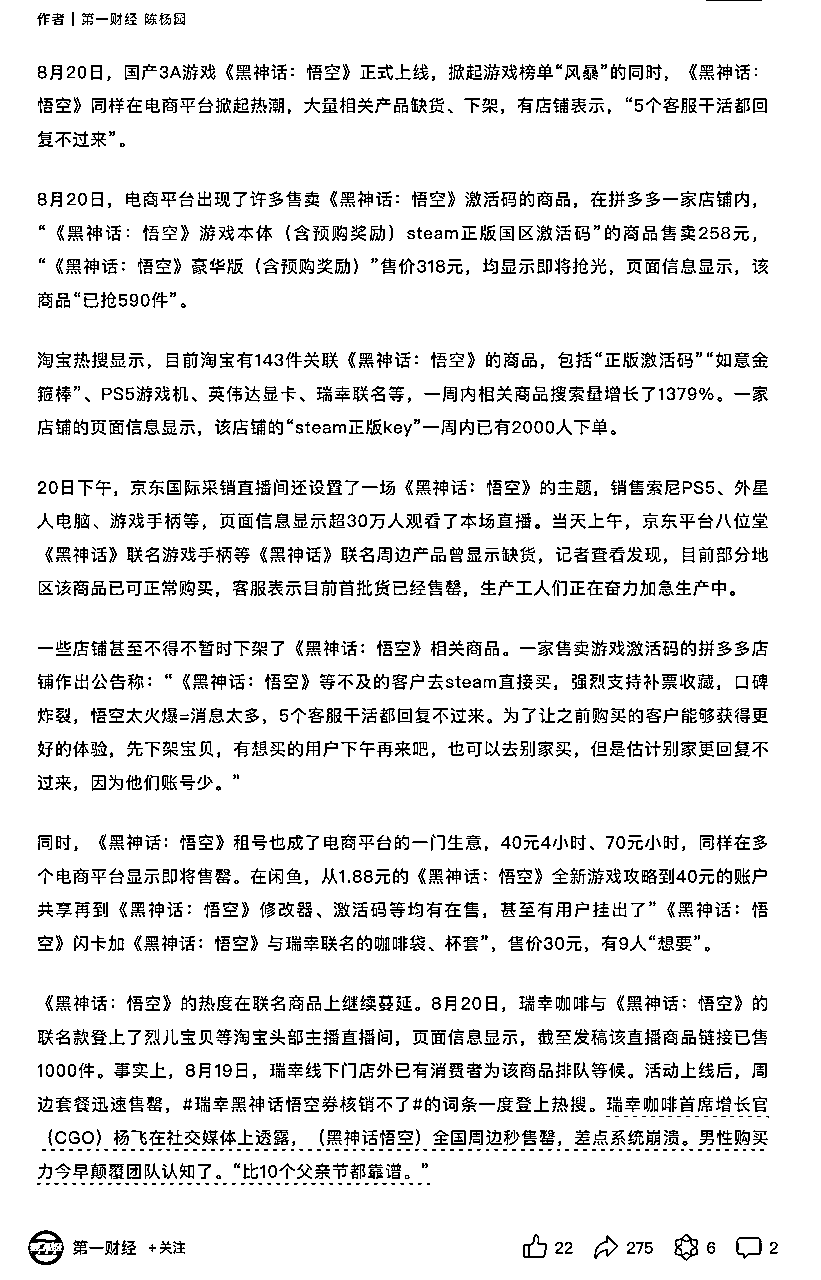 作者 | 第一财经 陈杨园
8月20日，国产3A游戏《黑神话：悟空》正式上线，掀起游戏榜单“风暴”的同时，《黑神话：
悟空》同样在电商平台掀起热潮，大量相关产品缺货、下架，有店铺表示，“5个客服干活都回
复不过来”。
8月20日，电商平台出现了许多售卖《黑神话：悟空》激活码的商品，在拼多多一家店铺内，
“《黑神话：悟空》游戏本体（含预购奖励）steam正版国区激活码”的商品售卖258元，
“《黑神话：悟空》豪华版（含预购奖励）”售价318元，均显示即将抢光，页面信息显示，该
商品“已抢590件”。
淘宝热搜显示，目前淘宝有143件关联《黑神话：悟空》的商品，包括“正版激活码”“如意金
箍棒”、PS5游戏机、英伟达显卡、瑞幸联名等，一周内相关商品搜索量增长了1379%。一家
店铺的页面信息显示，该店铺的“steam正版key”一周内已有2000人下单。
20日下午，京东国际采销直播间还设置了一场《黑神话：悟空》的主题，销售索尼PS5、外星
人电脑、游戏手柄等，页面信息显示超30万人观看了本场直播。当天上午，京东平台八位堂
《黑神话》联名游戏手柄等《黑神话》联名周边产品曾显示缺货，记者查看发现，目前部分地
区该商品已可正常购买，客服表示目前首批货已经售罄，生产工人们正在奋力加急生产中。
一些店铺甚至不得不暂时下架了《黑神话：悟空》相关商品。一家售卖游戏激活码的拼多多店
铺作出公告称：“《黑神话：悟空》等不及的客户去steam直接买，强烈支持补票收藏，口碑
炸裂，悟空太火爆=消息太多，5个客服干活都回复不过来。为了让之前购买的客户能够获得更
好的体验，先下架宝贝，有想买的用户下午再来吧，也可以去别家买，但是估计别家更回复不
过来，因为他们账号少。”
同时，《黑神话：悟空》租号也成了电商平台的一门生意，40元4小时、70元小时，同样在多
个电商平台显示即将售罄。在闲鱼，从1.88元的《黑神话：悟空》全新游戏攻略到40元的账户
共享再到《黑神话：悟空》修改器、激活码等均有在售，甚至有用户挂出了”《黑神话：悟
空》闪卡加《黑神话：悟空》与瑞幸联名的咖啡袋、杯套”，售价30元，有9人“想要”。
《黑神话：悟空》的热度在联名商品上继续蔓延。8月20日，瑞幸咖啡与《黑神话：悟空》的
联名款登上了烈儿宝贝等淘宝头部主播直播间，页面信息显示，截至发稿该直播商品链接已售
1000件。事实上，8月19日，瑞幸线下门店外已有消费者为该商品排队等候。活动上线后，周
边套餐迅速售罄，#瑞幸黑神话悟空券核销不了#的词条一度登上热搜。瑞幸咖啡首席增长官
（CGO）杨飞在社交媒体上透露，（黑神话悟空）全国周边秒售罄，差点系统崩溃。男性购买
力今早颠覆团队认知了。“比10个父亲节都靠谱。”
第一财经 +关注 22 275 6 2